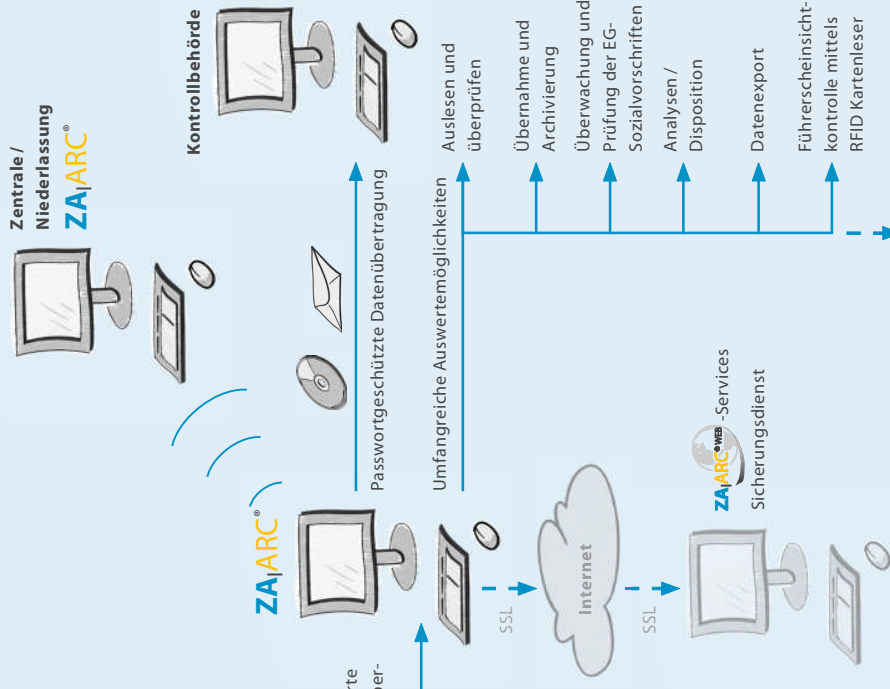 Zentrale /
Niederlassung
ZA|ARC®
Kontrollbehörde
ZA|ARC®
Passwortgeschützte Datenübertragung
Umfangreiche Auswertemöglichkeiten
Auslesen und
überprüfen
Übernahme und
Archivierung
Überwachung und
Prüfung der EG-
Sozialvorschriften
Analysen /
Disposition
Datenexport
Führerscheinsicht-
kontrolle mittels
RFID Kartenleser
SSL
Internet
SSL
ZA|ARC® WEB -Services
Sicherungsdienst
rte
ber-